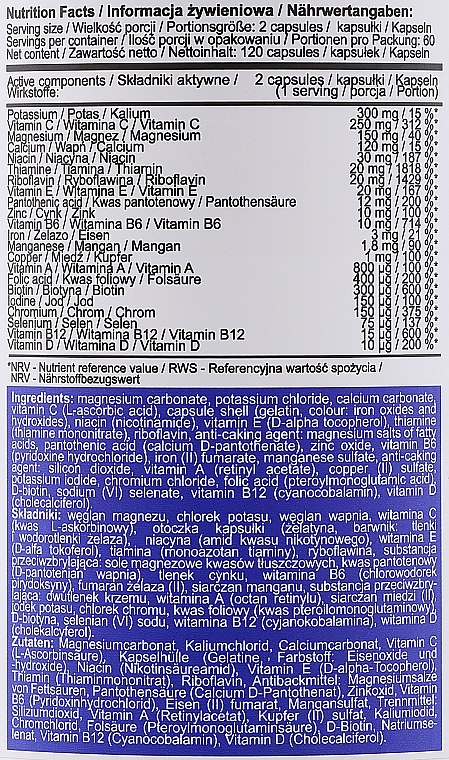 Nutrition Facts / Informacja żywieniowa / Nährwertangaben:
Serving size / Wielkość porcji / Portionsgröße: 2 capsules / kapsułki / Kapseln
Servings per container / Ilość porcji w opakowaniu / Portionen pro Packung: 60
Net content / Zawartość netto / Nettoinhalt: 120 capsules / kapsułek / Kapseln
Active components / Składniki aktywne / 2 capsules / kapsułki / Kapseln
Wirkstoffe: (1 serving / porcja / Portion)
Potassium / Potas / Kalium 300 mg / 15 %*
Vitamin C / Witamina C / Vitamin C 250 mg / 312 %*
Magnesium / Magnez / Magnesium 150 mg / 40 %*
Calcium / Wapń / Calcium 120 mg / 15 %*
Niacin / Niacyna / Niacin 30 mg / 187 %*
Thiamine / Tiamina / Thiamin 20 mg / 1818 %*
Riboflavin / Ryboflawina / Riboflavin 20 mg / 1429 %*
Vitamin E / Witamina E / Vitamin E 20 mg / 167 %*
Pantothenic acid / Kwas pantotenowy / Pantothensäure 12 mg / 200 %*
Zinc / Cynk / Zink 10 mg / 100 %*
Vitamin B6 / Witamina B6 / Vitamin B6 10 mg / 714 %*
Iron / Żelazo / Eisen 3 mg / 21 %*
Manganese / Mangan / Mangan 1,8 mg / 90 %*
Copper / Miedź / Kupfer 1 mg / 100 %*
Vitamin A / Witamina A / Vitamin A 800 µg / 100 %*
Folic acid / Kwas foliowy / Folsäure 400 µg / 200 %*
Biotin / Biotyna / Biotin 300 µg / 600 %*
Iodine / Jod / Jod 150 µg / 100 %*
Chromium / Chrom / Chrom 150 µg / 375 %*
Selenium / Selen / Selen 75 µg / 137 %*
Vitamin B12 / Witamina B12 / Vitamin B12 15 µg / 600 %*
Vitamin D / Witamina D / Vitamin D 10 µg / 200 %*
*NRV - Nutrient reference value / RWS - Referencyjna wartość spożycia /
NRV - Nährstoffbezugswert
Ingredients: magnesium carbonate, potassium chloride, calcium carbonate,
vitamin C (L-ascorbic acid), capsule shell (gelatin, colour: iron oxides and
hydroxides), niacin (nicotinamide), vitamin E (D-alpha tocopherol), thiamine
(thiamine mononitrate), riboflavin, anti-caking agent: magnesium salts of fatty
acids, pantothenic acid (calcium D-pantothenate), zinc oxide, vitamin B6
(pyridoxine hydrochloride), iron (II) fumarate, manganese sulfate, anti-caking
agent: silicon dioxide, vitamin A (retinyl acetate), copper (II) sulfate,
potassium iodide, chromium chloride, folic acid (pteroylmonoglutamic acid),
D-biotin, sodium (VI) selenate, vitamin B12 (cyanocobalamin), vitamin D
(cholecalciferol).
Składniki: węglan magnezu, chlorek potasu, węglan wapnia, witamina C
(kwas L-askorbinowy), otoczka kapsułki (żelatyna, barwnik: tlenki
i wodorotlenki żelaza), niacyna (amid kwasu nikotynowego), witamina E
(D-alfa tokoferol), tiamina (monoazotan tiaminy), ryboflawina, substancja
przeciwzbrylająca: sole magnezowe kwasów tłuszczowych, kwas pantotenowy
(D-pantotenian wapnia), tlenek cynku, witamina B6 (chlorowodorek
pirydoksyny), fumaran żelaza (II), siarczan manganu, substancja przeciwzbry-
lająca: dwutlenek krzemu, witamina A (octan retinylu), siarczan miedzi (II),
jodek potasu, chlorek chromu, kwas foliowy (kwas pteroilomonoglutaminowy),
D-biotyna, selenian (VI) sodu, witamina B12 (cyjanokobalamina), witamina D
(cholekalcyferol).
Zutaten: Magnesiumcarbonat, Kaliumchlorid, Calciumcarbonat, Vitamin C
(L-Ascorbinsäure), Kapselhülle (Gelatine, Farbstoff: Eisenoxide und
-hydroxide), Niacin (Nikotinsäureamid), Vitamin E (D-alpha-Tocopherol),
Thiamin (Thiaminmononitrat), Riboflavin, Antibackmittel: Magnesiumsalze
von Fettsäuren, Pantothensäure (Calcium D-Pantothenat), Zinkoxid, Vitamin
B6 (Pyridoxinhydrochlorid), Eisen (II) fumarat, Mangansulfat, Trennmittel:
Siliziumdioxid, Vitamin A (Retinylacetat), Kupfer (II) sulfat, Kaliumiodid,
Chromchlorid, Folsäure (Pteroylmonoglutaminsäure), D-Biotin, Natriumse-
lenat, Vitamin B12 (Cyanocobalamin), Vitamin D (Cholecalciferol).